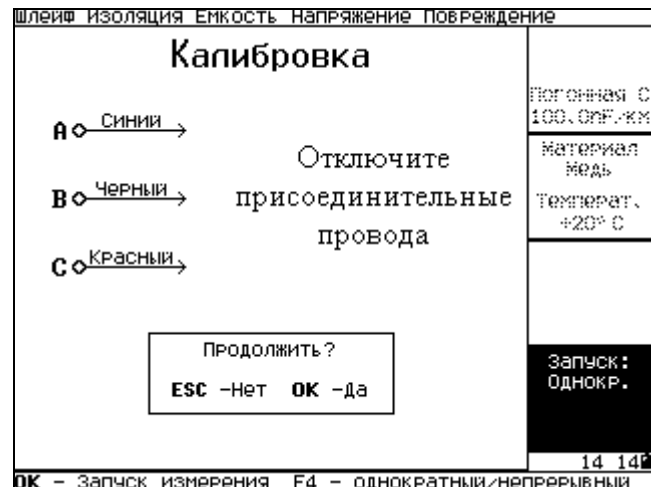 Шлейф Изоляция Емкость Напряжение Повреждение
Калибровка
A Синий
B Черный
C Красный
Отключите
присоединительные
провода
Продолжить?
ESC -Нет OK -Да
Погонная C
100.0nF/км
Материал
Медь
Температ.
+20° C
Запуск:
Однокр.
14 14
OK - Запуск измерения F4 - однократный/непрерывный